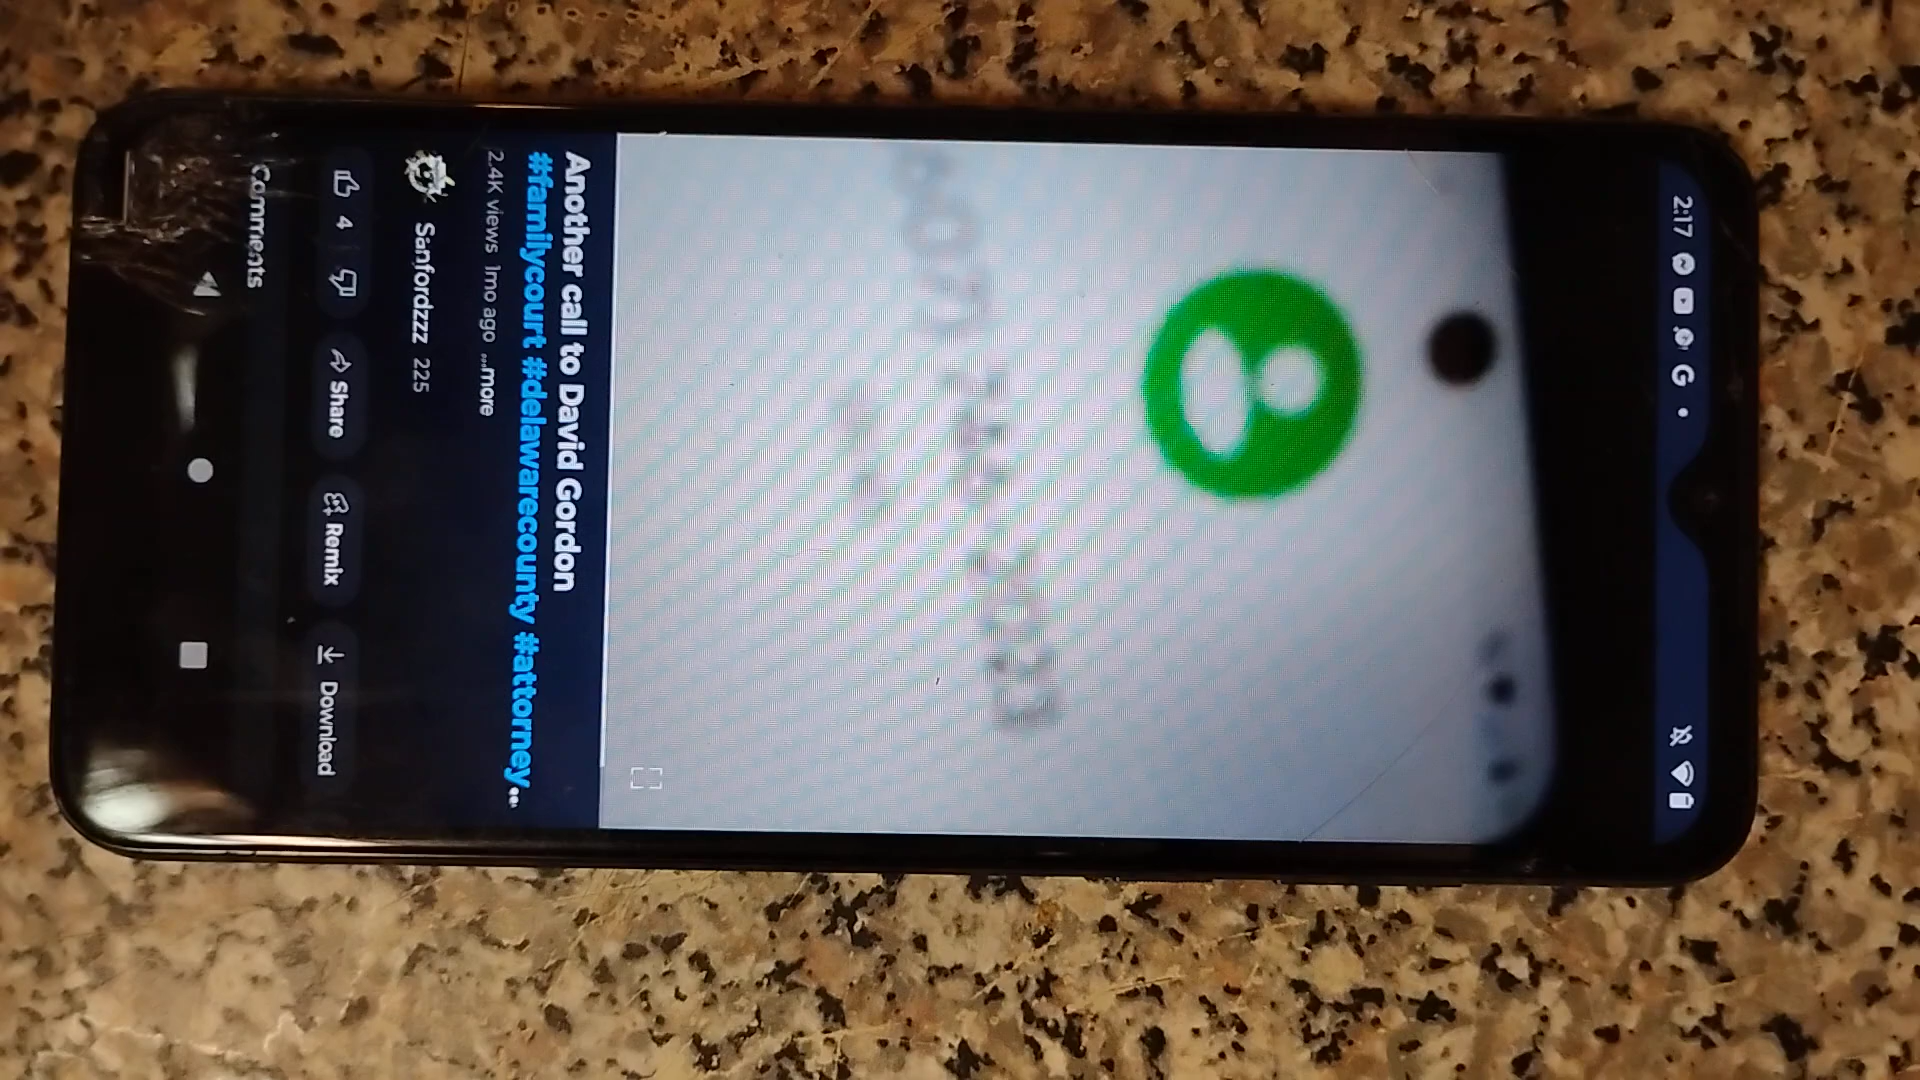 2:17
G
Another call to David Gordon
#familycourt #delawarecounty #attorney...
2.4K views 1mo ago ...more
Sanfordzzz 225
4 Share Remix Download
Comments